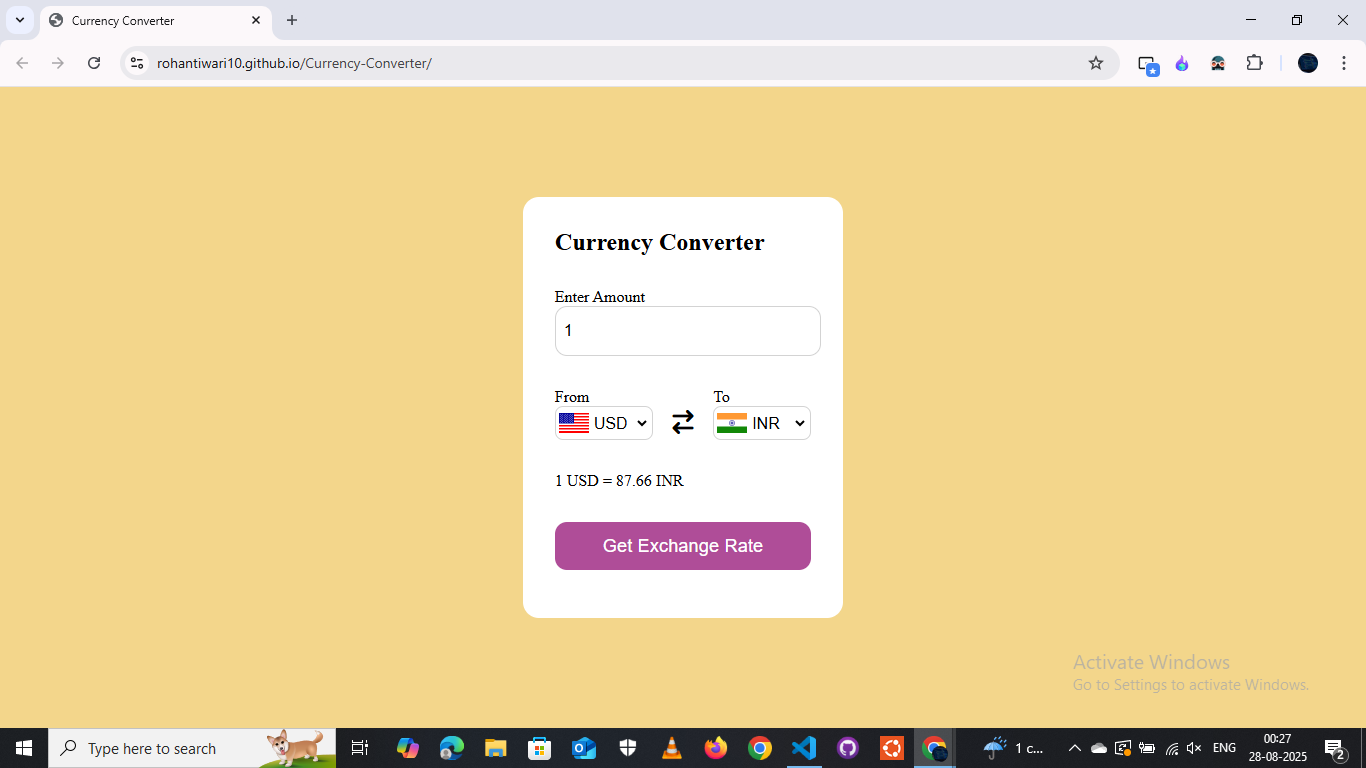 Currency Converter
rohantiwari10.github.io/Currency-Converter/
Currency Converter
Enter Amount
1
From
To
USD
INR
1 USD = 87.66 INR
Get Exchange Rate
Activate Windows
Go to Settings to activate Windows.
Type here to search
1 c...
ENG
00:27
28-08-2025
2